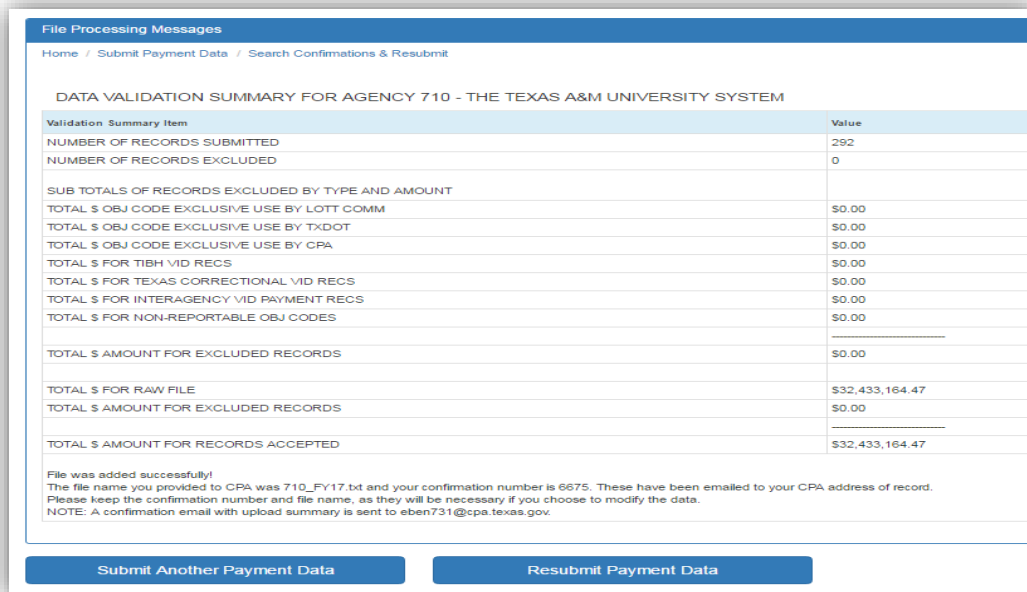 File Processing Messages
Home / Submit Payment Data / Search Confirmations & Resubmit
DATA VALIDATION SUMMARY FOR AGENCY 710 - THE TEXAS A&M UNIVERSITY SYSTEM
Validation Summary Item Value
NUMBER OF RECORDS SUBMITTED 292
NUMBER OF RECORDS EXCLUDED 0
SUB TOTALS OF RECORDS EXCLUDED BY TYPE AND AMOUNT
TOTAL $ OBJ CODE EXCLUSIVE USE BY LOTT COMM $0.00
TOTAL $ OBJ CODE EXCLUSIVE USE BY TXDOT $0.00
TOTAL $ OBJ CODE EXCLUSIVE USE BY CPA $0.00
TOTAL $ FOR TIBH VID RECS $0.00
TOTAL $ FOR TEXAS CORRECTIONAL VID RECS $0.00
TOTAL $ FOR INTERAGENCY VID PAYMENT RECS $0.00
TOTAL $ FOR NON-REPORTABLE OBJ CODES $0.00
------------------------------
TOTAL $ AMOUNT FOR EXCLUDED RECORDS $0.00
TOTAL $ FOR RAW FILE $32,433,164.47
TOTAL $ AMOUNT FOR EXCLUDED RECORDS $0.00
------------------------------
TOTAL $ AMOUNT FOR RECORDS ACCEPTED $32,433,164.47
File was added successfully!
The file name you provided to CPA was 710_FY17.txt and your confirmation number is 6675. These have been emailed to your CPA address of record.
Please keep the confirmation number and file name, as they will be necessary if you choose to modify the data.
NOTE: A confirmation email with upload summary is sent to eben731@cpa.texas.gov.
Submit Another Payment Data Resubmit Payment Data